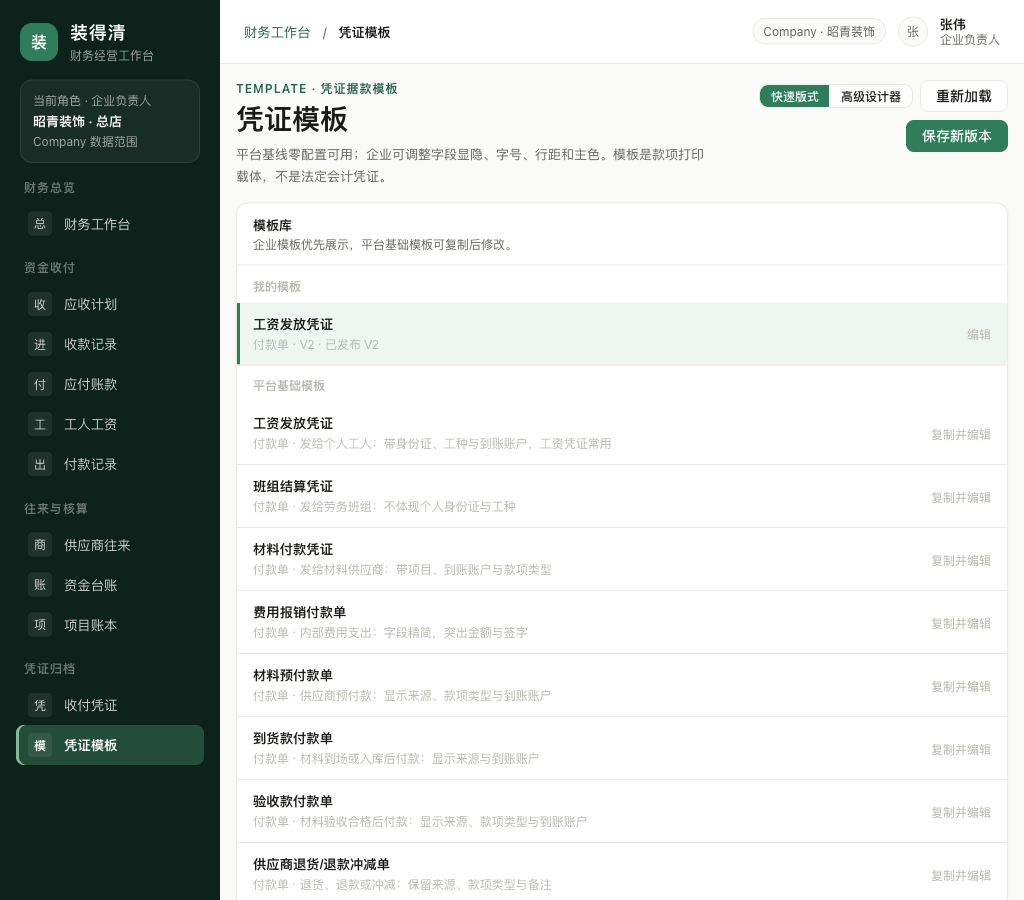 装
装得清
财务经营工作台
当前角色 · 企业负责人
昭青装饰 · 总店
Company 数据范围
财务总览
总 财务工作台
资金收付
收 应收计划
进 收款记录
付 应付账款
工 工人工资
出 付款记录
往来与核算
商 供应商往来
账 资金台账
项 项目账本
凭证归档
凭 收付凭证
模 凭证模板
财务工作台 / 凭证模板
Company · 昭青装饰
张
张伟
企业负责人
TEMPLATE · 凭证据款模板
凭证模板
平台基线零配置可用；企业可调整字段显隐、字号、行距和主色。模板是款项打印
载体，不是法定会计凭证。
快速版式 高级设计器 重新加载
保存新版本
模板库
企业模板优先展示，平台基础模板可复制后修改。
我的模板
工资发放凭证
付款单 · V2 · 已发布 V2
编辑
平台基础模板
工资发放凭证
付款单 · 发给个人工人：带身份证、工种与到账账户，工资凭证常用
复制并编辑
班组结算凭证
付款单 · 发给劳务班组：不体现个人身份证与工种
复制并编辑
材料付款凭证
付款单 · 发给材料供应商：带项目、到账账户与款项类型
复制并编辑
费用报销付款单
付款单 · 内部费用支出：字段精简，突出金额与签字
复制并编辑
材料预付款单
付款单 · 供应商预付款：显示来源、款项类型与到账账户
复制并编辑
到货款付款单
付款单 · 材料到场或入库后付款：显示来源与到账账户
复制并编辑
验收款付款单
付款单 · 材料验收合格后付款：显示来源、款项类型与到账账户
复制并编辑
供应商退货/退款冲减单
付款单 · 退货、退款或冲减：保留来源、款项类型与备注
复制并编辑